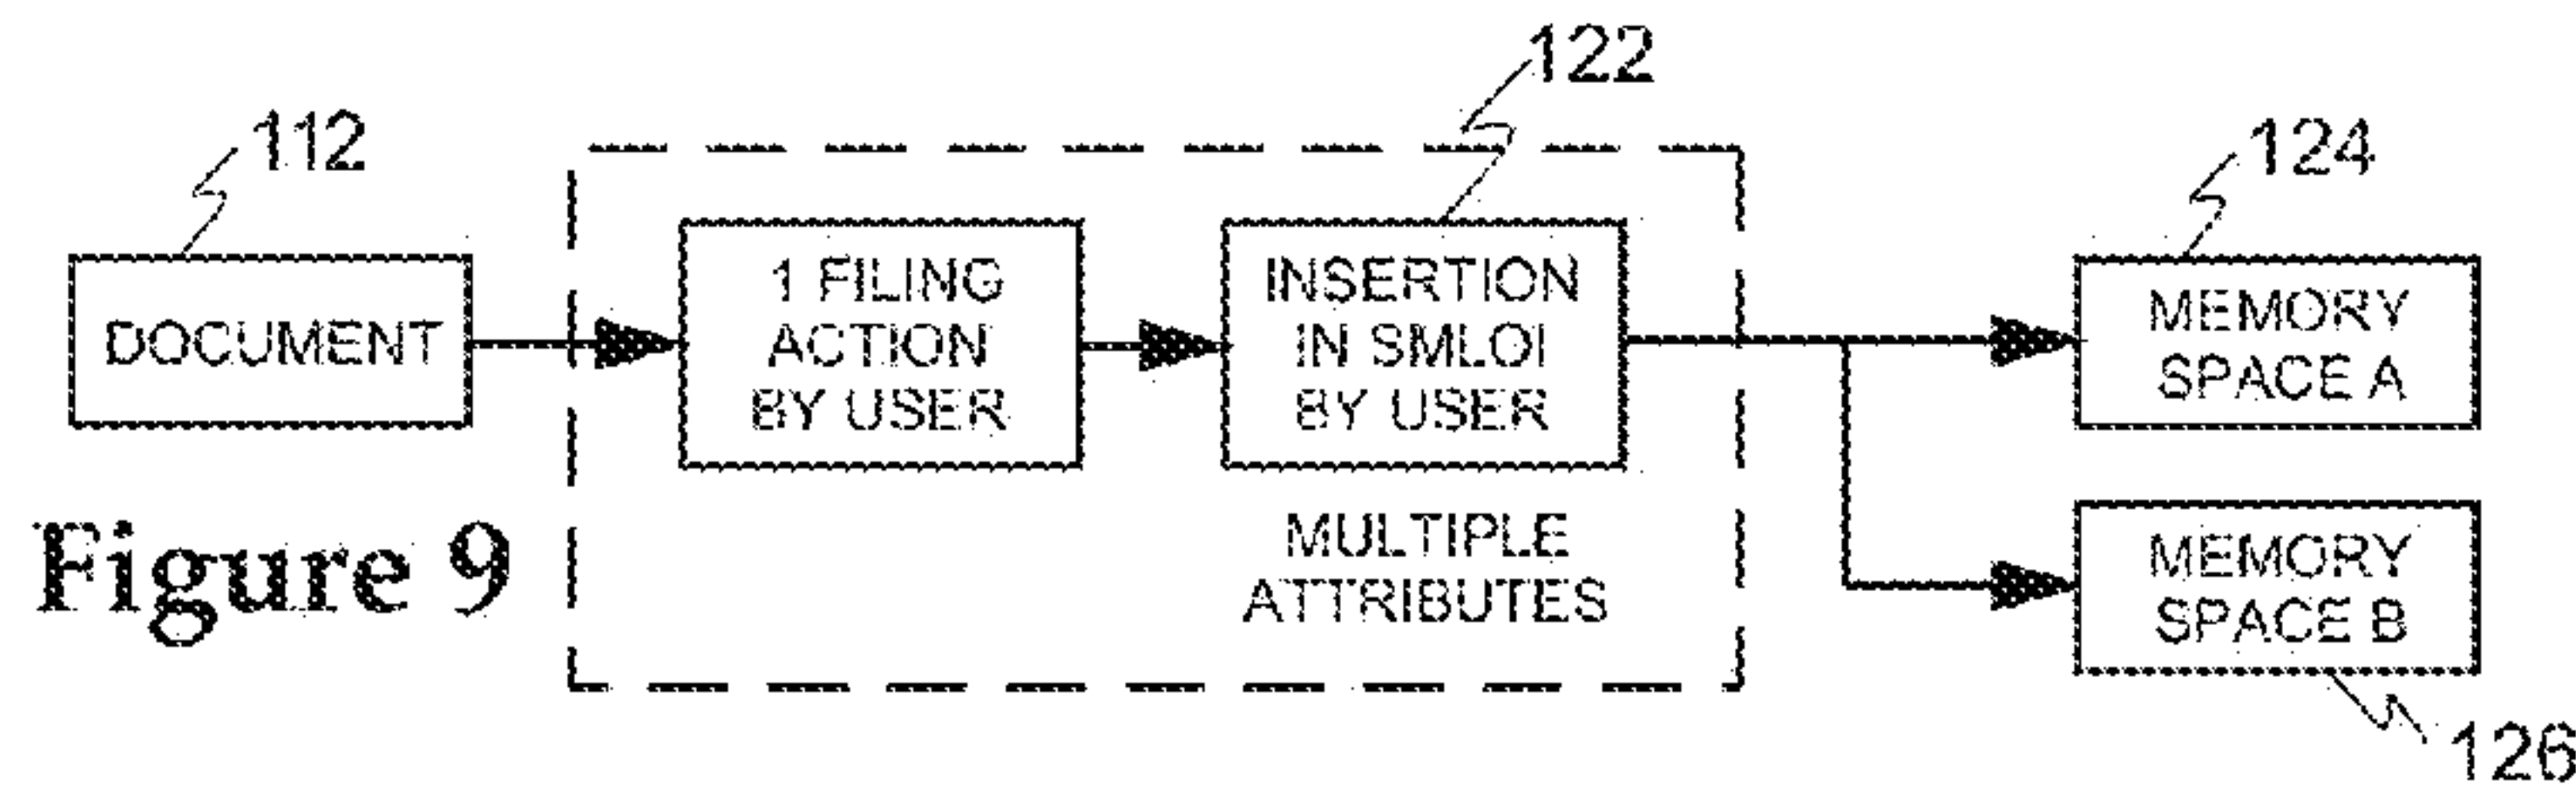 122
112
124
DOCUMENT
1 FILING
ACTION
BY USER
INSERTION
IN SMLOI
BY USER
MEMORY
SPACE A
MULTIPLE
ATTRIBUTES
MEMORY
SPACE B
Figure 9
126